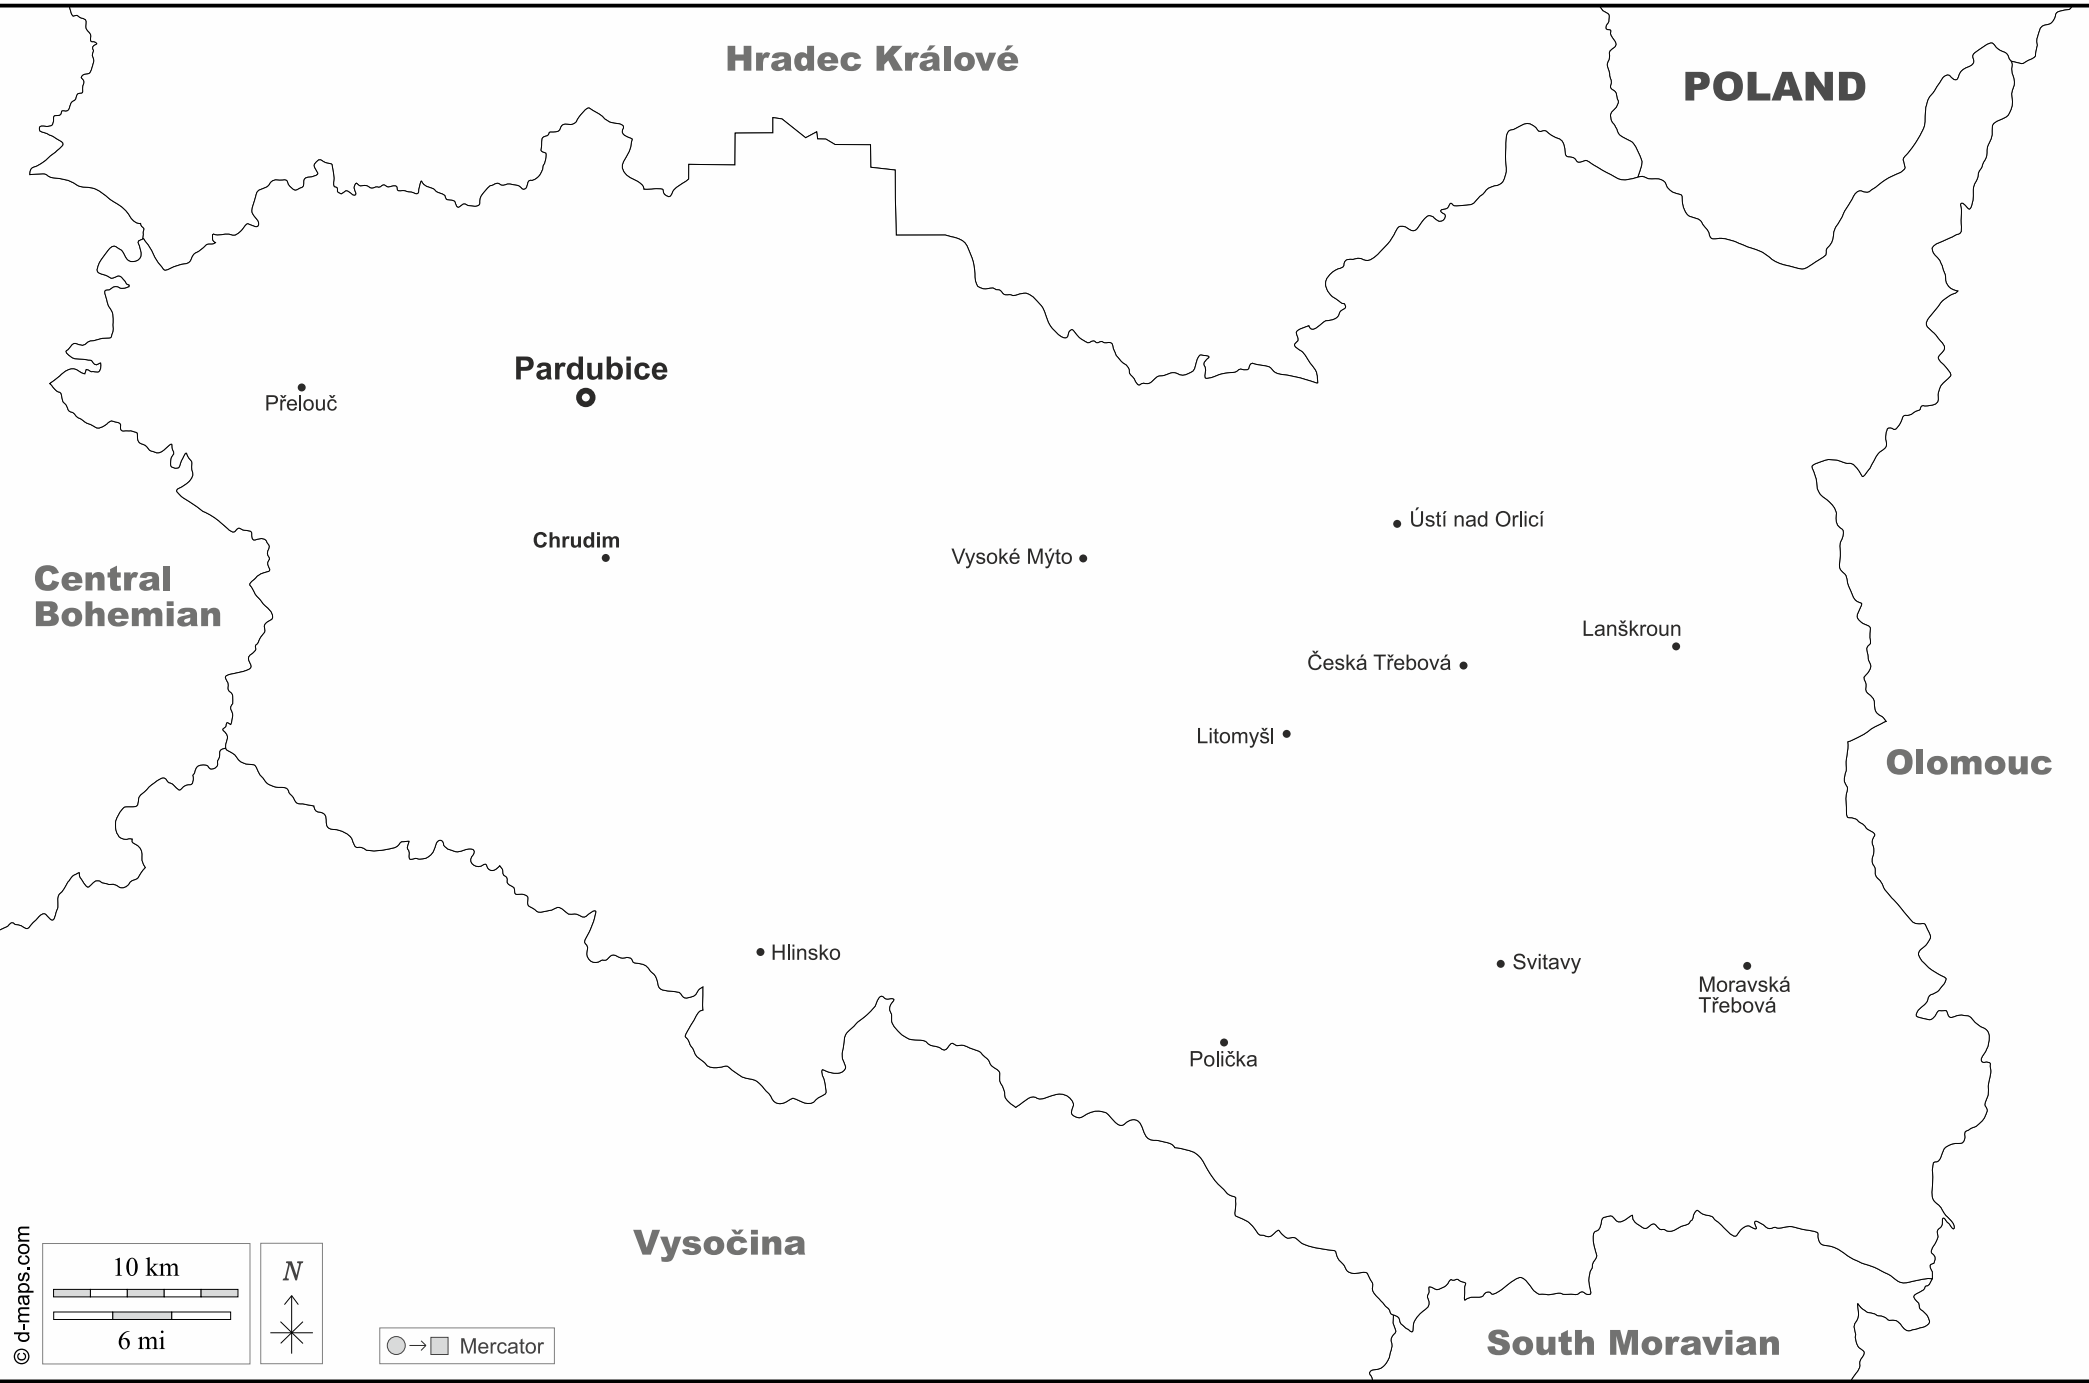 Hradec Králové
POLAND
Pardubice
Přelouč
Ústí nad Orlicí
Chrudim
Vysoké Mýto
Central
Bohemian
Lanškroun
Česká Třebová
Litomyšl
Olomouc
Hlinsko
Svitavy
Moravská
Třebová
Polička
Vysočina
South Moravian
© d-maps.com
10 km
6 mi
N
Mercator